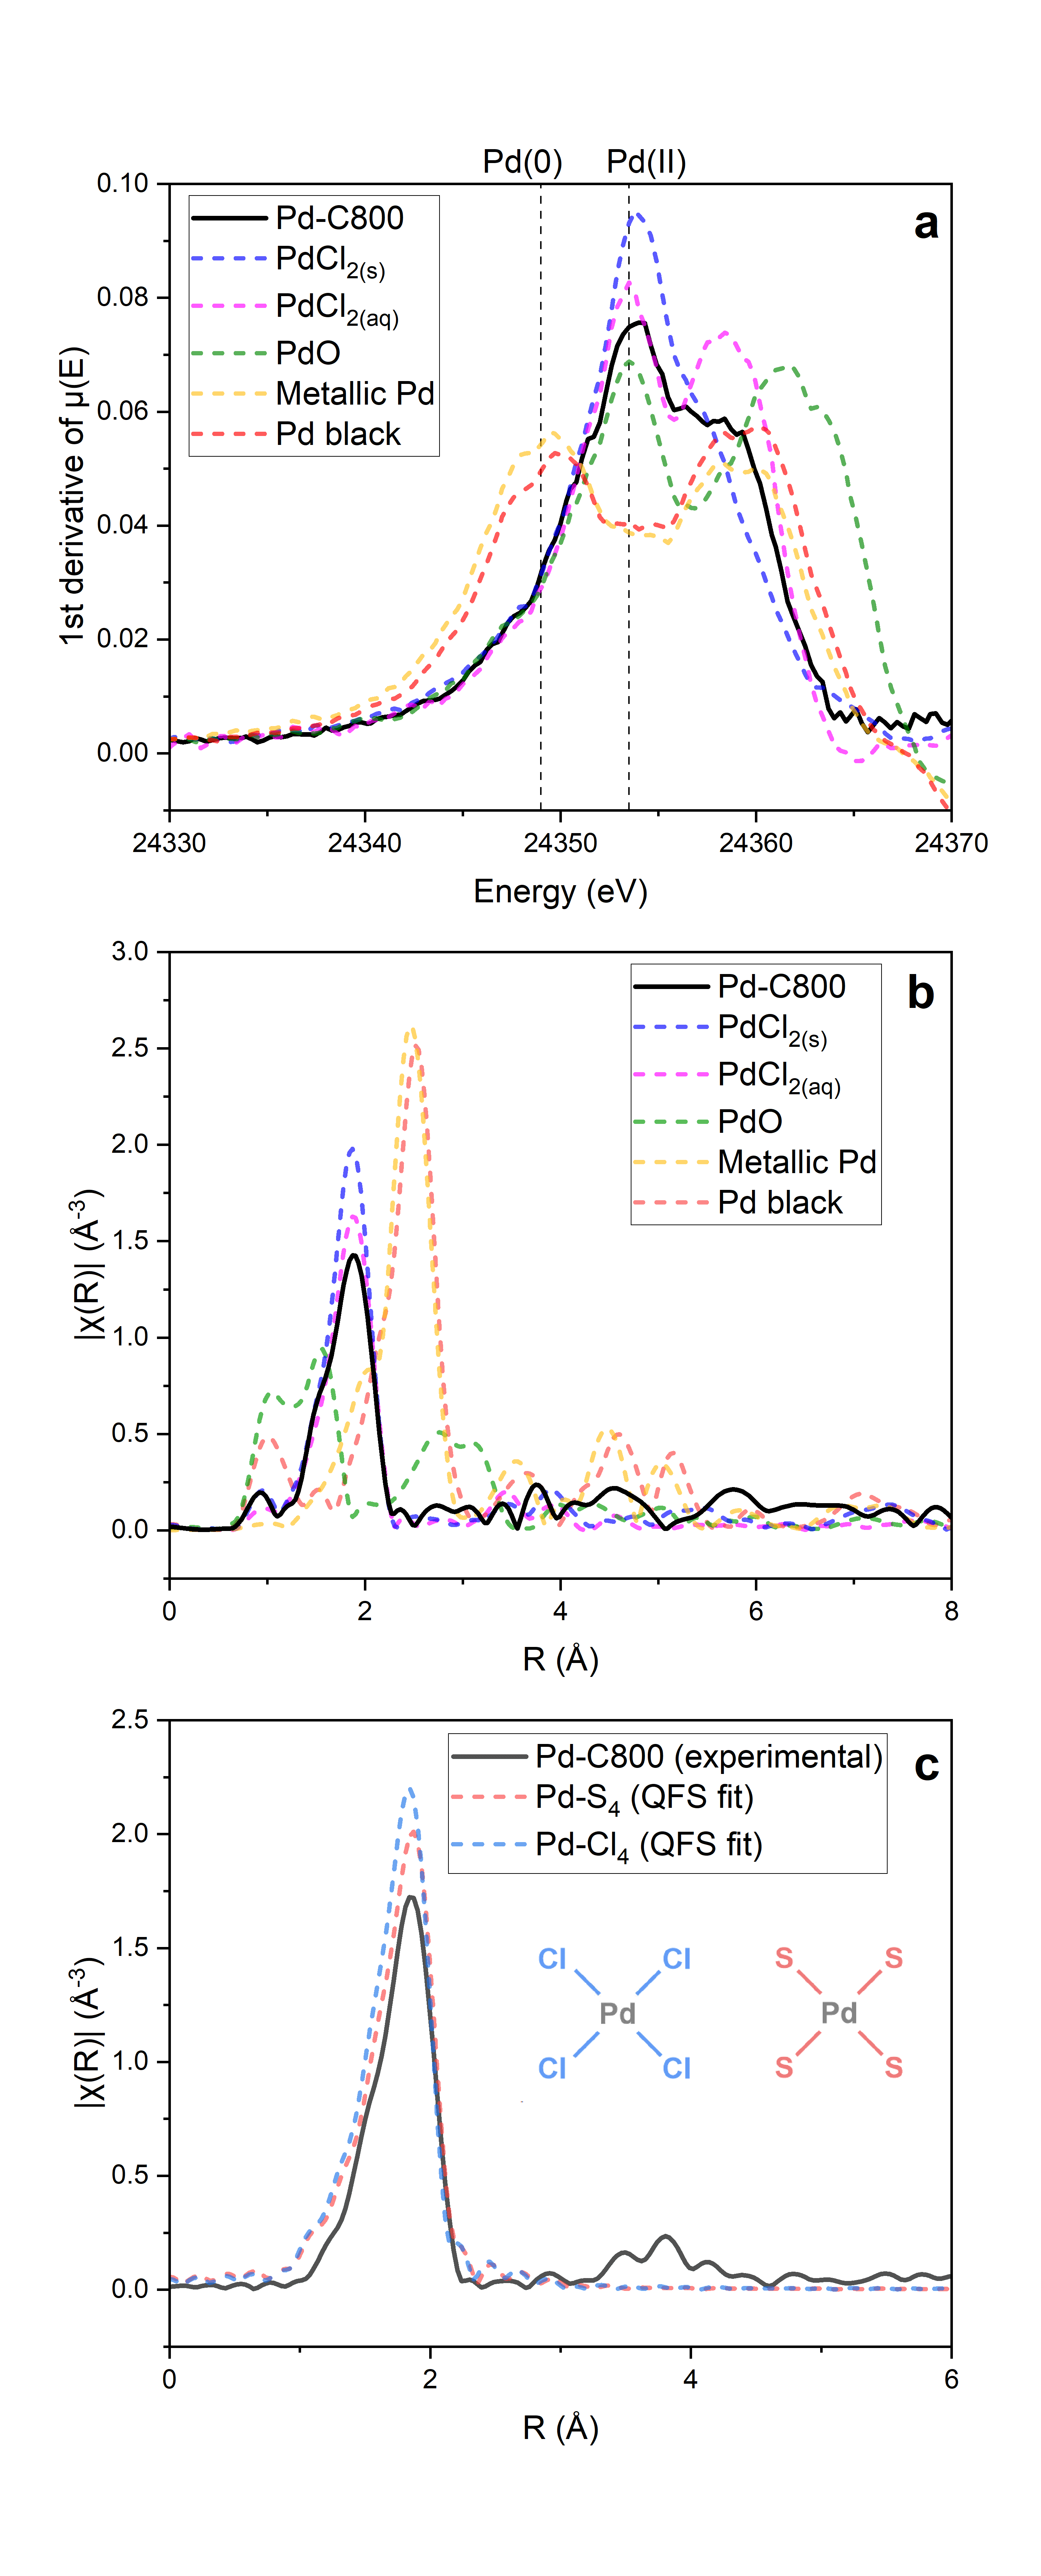 Pd(0) Pd(II)
0.10
0.08
0.06
0.04
0.02
0.00
1st derivative of μ(E)
Pd-C800
PdCl2(s)
PdCl2(aq)
PdO
Metallic Pd
Pd black
a
24330 24340 24350 24360 24370
Energy (eV)
3.0
2.5
2.0
1.5
1.0
0.5
0.0
|χ(R)| (Å-3)
Pd-C800
PdCl2(s)
PdCl2(aq)
PdO
Metallic Pd
Pd black
b
0 2 4 6 8
R (Å)
2.5
2.0
1.5
1.0
0.5
0.0
|χ(R)| (Å-3)
Pd-C800 (experimental)
Pd-S4 (QFS fit)
Pd-Cl4 (QFS fit)
c
Cl Cl S S
Pd Pd
Cl Cl S S
0 2 4 6
R (Å)